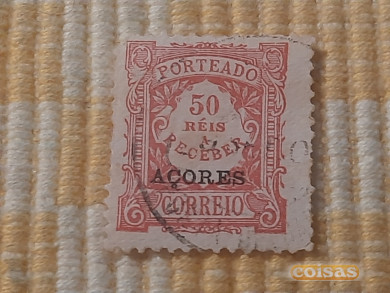 PORTEADO
50
RÉIS
A
RECEBER
AÇORES
CORREIO
coisas